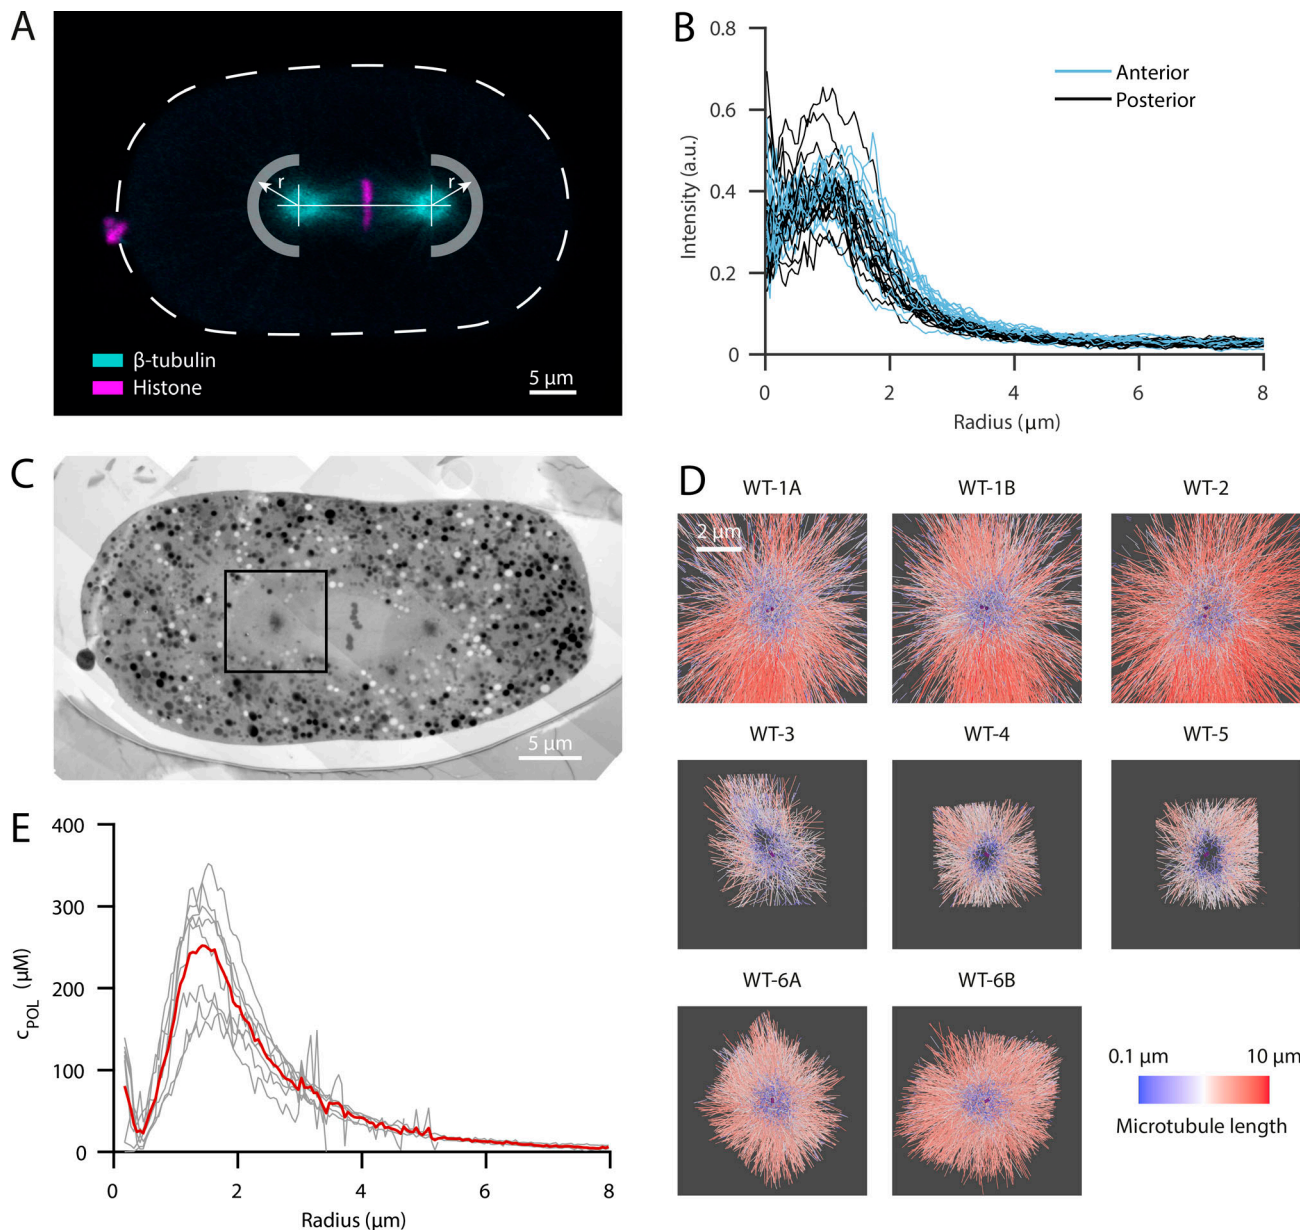 A
r
r
β-tubulin
Histone
5 µm
B
0.8
0.6
0.4
0.2
0
Intensity (a.u.)
Anterior
Posterior
0
2
4
6
8
Radius (µm)
C
5 µm
D
WT-1A
WT-1B
WT-2
2 µm
WT-3
WT-4
WT-5
WT-6A
WT-6B
0.1 µm
10 µm
Microtubule length
E
400
300
200
100
0
cPOL (µM)
0
2
4
6
8
Radius (µm)